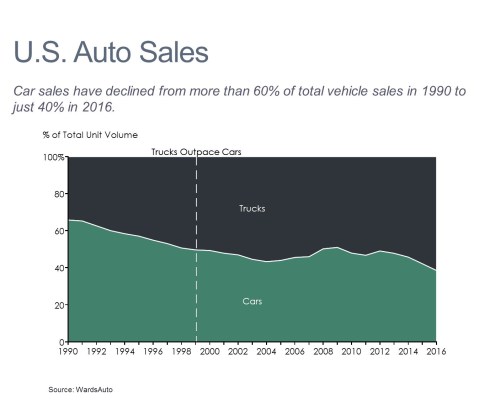 U.S. Auto Sales
Car sales have declined from more than 60% of total vehicle sales in 1990 to
just 40% in 2016.
% of Total Unit Volume
Trucks Outpace Cars
100%
80
60
40
20
0
Trucks
Cars
1990 1992 1994 1996 1998 2000 2002 2004 2006 2008 2010 2012 2014 2016
Source: WardsAuto